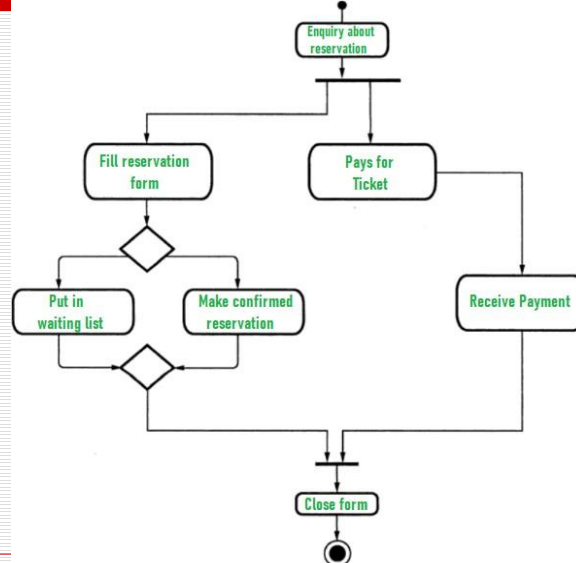 Enquiry about
reservation
Fill reservation
form
Pays for
Ticket
Put in
waiting list
Make confirmed
reservation
Receive Payment
Close form